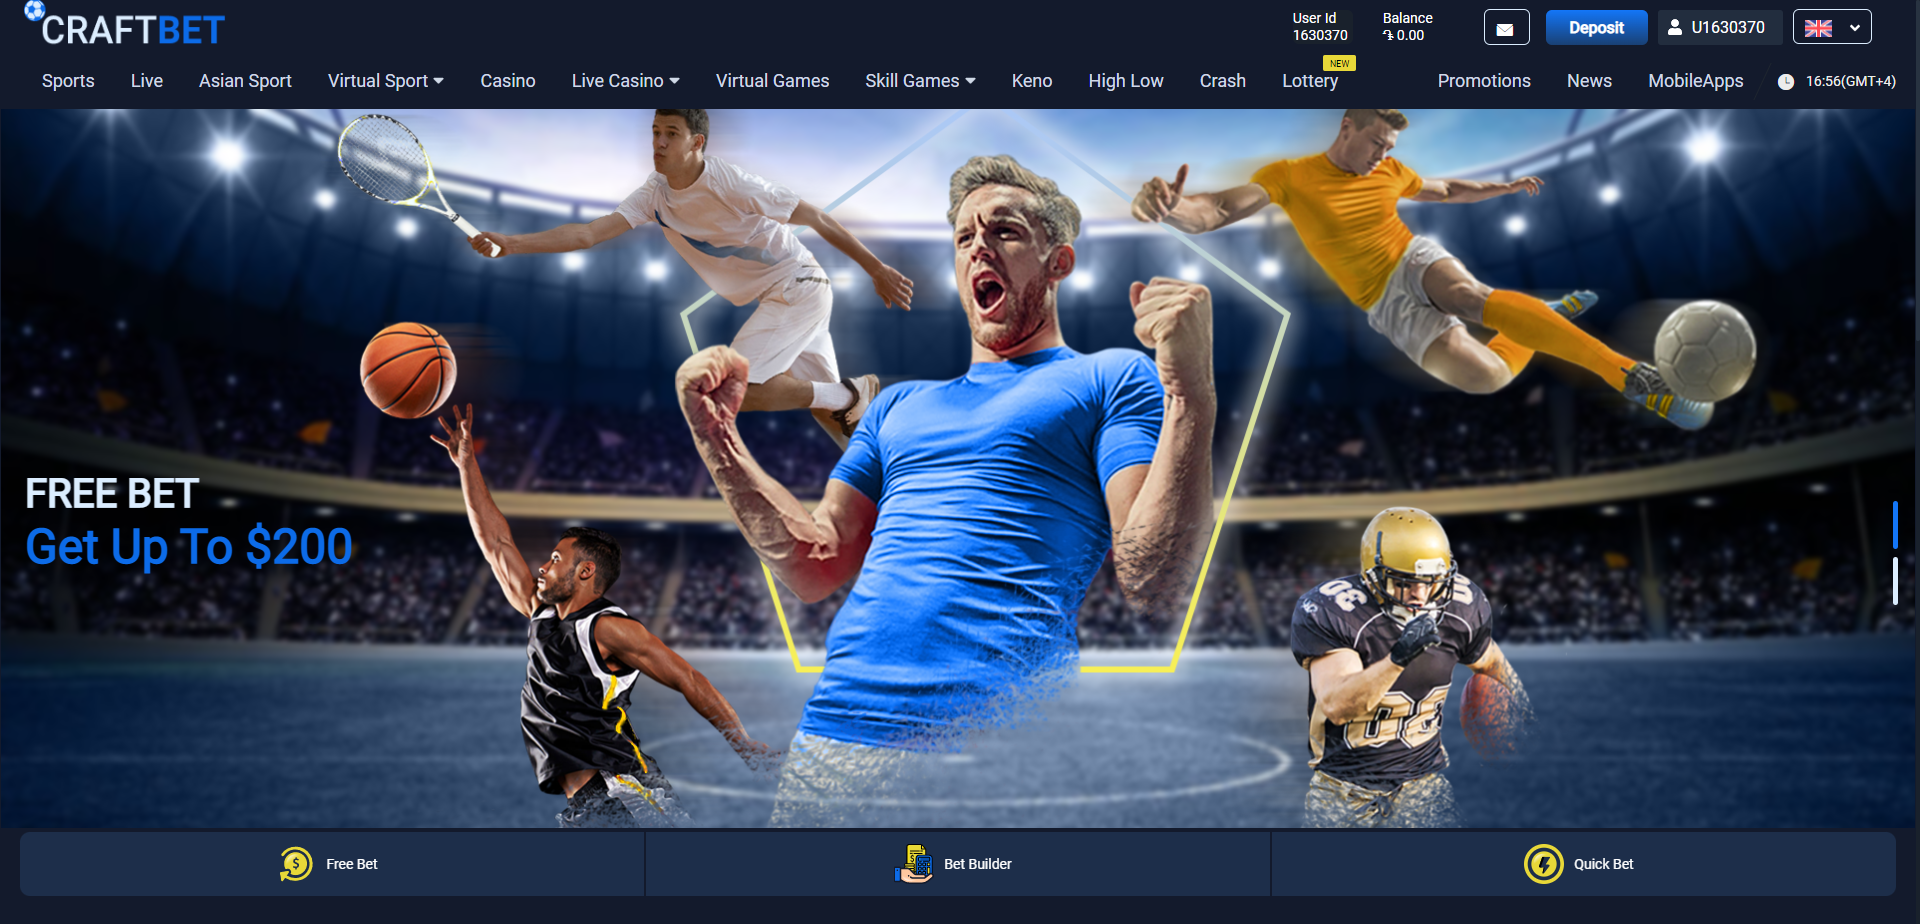 CRAFTBET
User Id
1630370
Balance
֏ 0.00
Deposit
U1630370
Sports
Live
Asian Sport
Virtual Sport
Casino
Live Casino
Virtual Games
Skill Games
Keno
High Low
Crash
Lottery
NEW
Promotions
News
MobileApps
16:56(GMT+4)
FREE BET
Get Up To $200
Free Bet
Bet Builder
Quick Bet